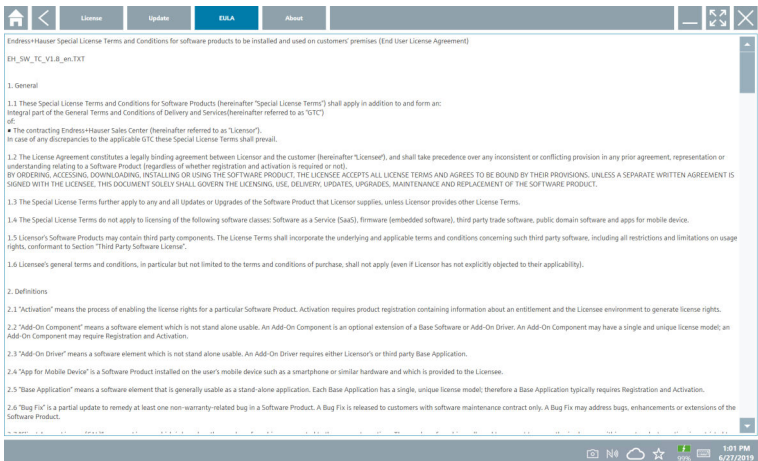 License
Update
EULA
About
Endress+Hauser Special License Terms and Conditions for software products to be installed and used on customers' premises (End User License Agreement)
EH_SW_TC_V1.8_en.TXT
1. General
1.1 These Special License Terms and Conditions for Software Products (hereinafter "Special License Terms") shall apply in addition to and form an:
Integral part of the General Terms and Conditions of Delivery and Services(hereinafter referred to as "GTC")
of:
▪ The contracting Endress+Hauser Sales Center (hereinafter referred to as "Licensor").
In case of any discrepancies to the applicable GTC these Special License Terms shall prevail.
1.2 The License Agreement constitutes a legally binding agreement between Licensor and the customer (hereinafter "Licensee"), and shall take precedence over any inconsistent or conflicting provision in any prior agreement, representation or
understanding relating to a Software Product (regardless of whether registration and activation is required or not).
BY ORDERING, ACCESSING, DOWNLOADING, INSTALLING OR USING THE SOFTWARE PRODUCT, THE LICENSEE ACCEPTS ALL LICENSE TERMS AND AGREES TO BE BOUND BY THEIR PROVISIONS. UNLESS A SEPARATE WRITTEN AGREEMENT IS
SIGNED WITH THE LICENSEE, THIS DOCUMENT SOLELY SHALL GOVERN THE LICENSING, USE, DELIVERY, UPDATES, UPGRADES, MAINTENANCE AND REPLACEMENT OF THE SOFTWARE PRODUCT.
1.3 The Special License Terms further apply to any and all Updates or Upgrades of the Software Product that Licensor supplies, unless Licensor provides other License Terms.
1.4 The Special License Terms do not apply to licensing of the following software classes: Software as a Service (SaaS), firmware (embedded software), third party trade software, public domain software and apps for mobile device.
1.5 Licensor's Software Products may contain third party components. The License Terms shall incorporate the underlying and applicable terms and conditions concerning such third party software, including all restrictions and limitations on usage
rights, conformant to Section "Third Party Software License".
1.6 Licensee's general terms and conditions, in particular but not limited to the terms and conditions of purchase, shall not apply (even if Licensor has not explicitly objected to their applicability).
2. Definitions
2.1 "Activation" means the process of enabling the license rights for a particular Software Product. Activation requires product registration containing information about an entitlement and the Licensee environment to generate license rights.
2.2 "Add-On Component" means a software element which is not stand alone usable. An Add-On Component is an optional extension of a Base Software or Add-On Driver. An Add-On Component may have a single and unique license model; an
Add-On Component may require Registration and Activation.
2.3 "Add-On Driver" means a software element which is not stand alone usable. An Add-On Driver requires either Licensor's or third party Base Application.
2.4 "App for Mobile Device" is a Software Product installed on the user's mobile device such as a smartphone or similar hardware and which is provided to the Licensee.
2.5 "Base Application" means a software element that is generally usable as a stand-alone application. Each Base Application has a single, unique license model; therefore a Base Application typically requires Registration and Activation.
2.6 "Bug Fix" is a partial update to remedy at least one non-warranty-related bug in a Software Product. A Bug Fix is released to customers with software maintenance contract only. A Bug Fix may address bugs, enhancements or extensions of the
Software Product.
99%
1:01 PM
6/27/2019